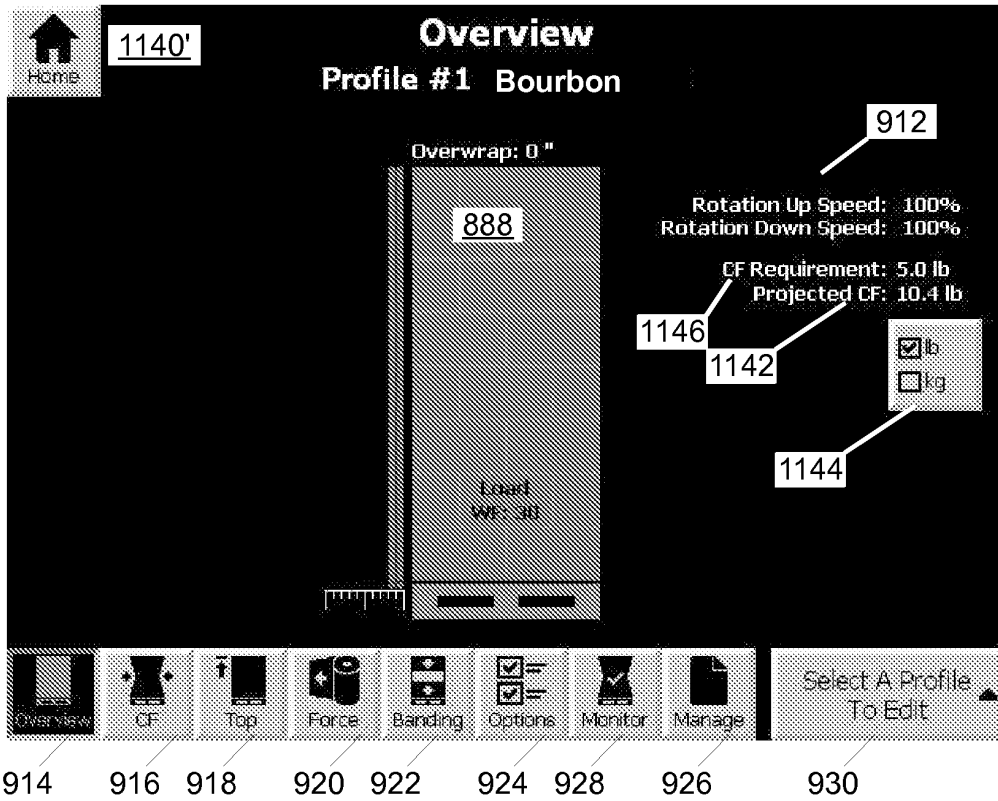 Home
1140'
Overview
Profile #1 Bourbon
912
Overwrap: 0 "
888
Rotation Up Speed: 100%
Rotation Down Speed: 100%
CF Requirement: 5.0 lb
Projected CF: 10.4 lb
1146
1142
lb
kg
1144
Load
WF: 30
Overview
CF
Top
Force
Banding
Options
Monitor
Manage
Select A Profile
To Edit
914 916 918 920 922 924 928 926 930